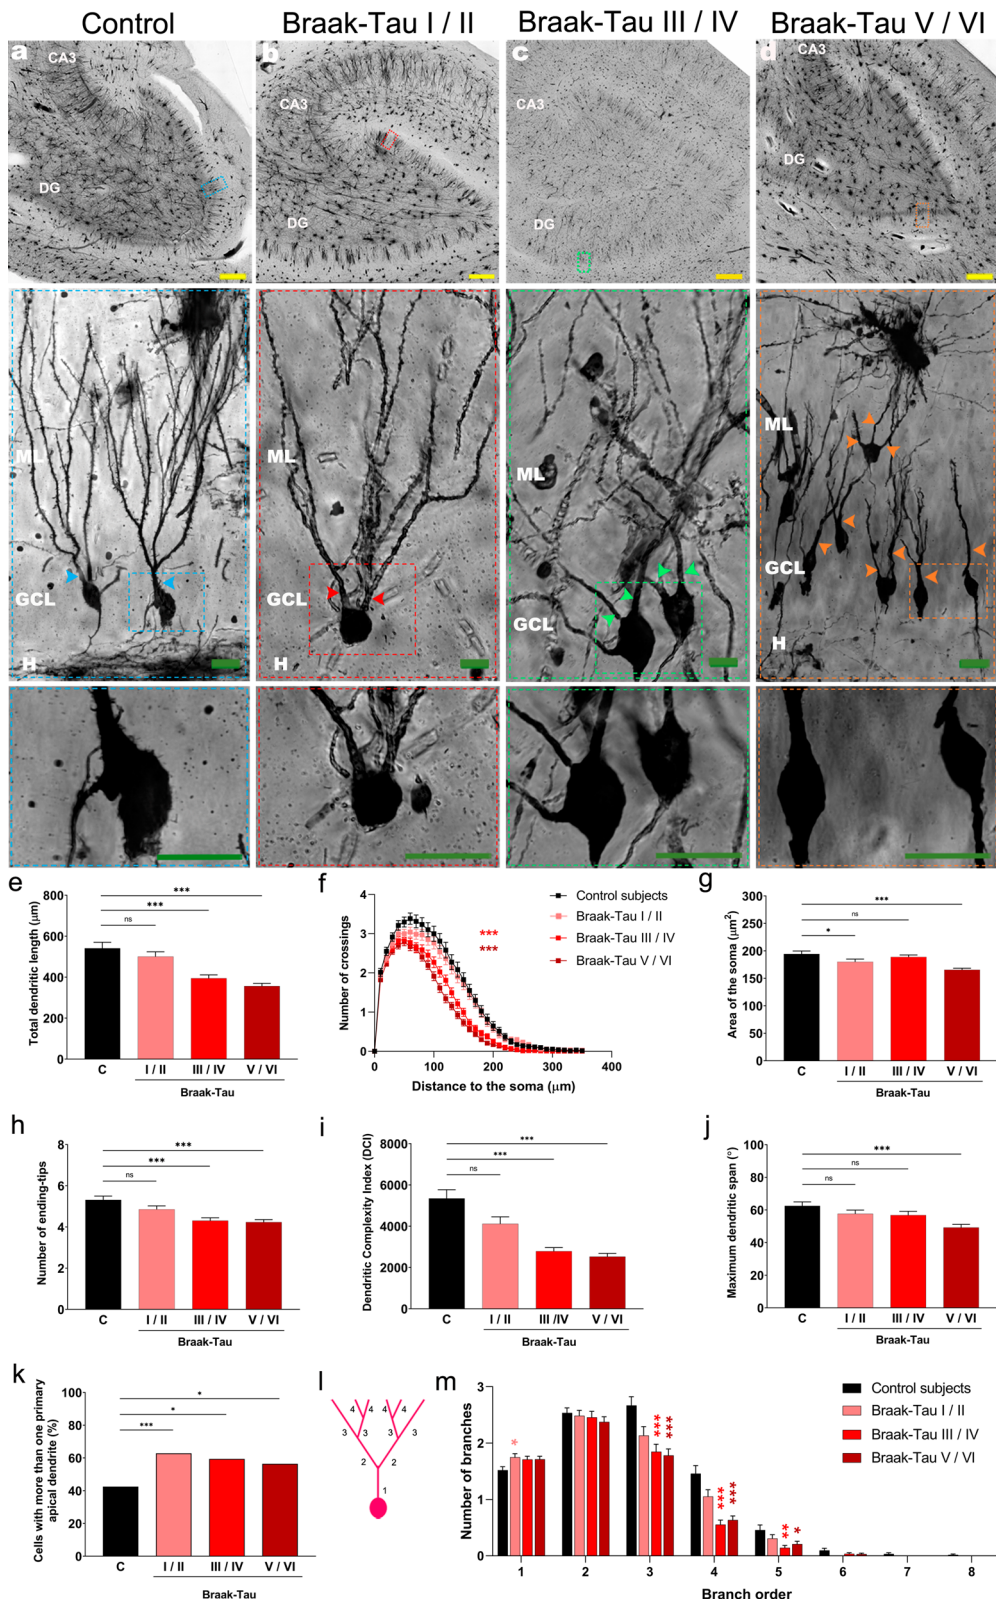 Control
Braak-Tau I / II
Braak-Tau III / IV
Braak-Tau V / VI
a
CA3
DG
b
CA3
DG
c
CA3
DG
d
CA3
DG
ML
GCL
H
ML
GCL
H
ML
GCL
ML
GCL
H
e
Total dendritic length (μm)
800
600
400
200
0
ns
***
***
C
I / II
III / IV
V / VI
Braak-Tau
f
Number of crossings
4
3
2
1
0
0
100
200
300
400
Distance to the soma (μm)
Control subjects
Braak-Tau I / II
Braak-Tau III / IV
Braak-Tau V / VI
***
***
g
Area of the soma (μm²)
300
250
200
150
100
50
0
*
ns
***
C
I / II
III / IV
V / VI
Braak-Tau
h
Number of ending-tips
8
6
4
2
0
ns
***
***
C
I / II
III / IV
V / VI
Braak-Tau
i
Dendritic Complexity Index (DCI)
8000
6000
4000
2000
0
ns
***
***
C
I / II
III /IV
V / VI
Braak-Tau
j
Maximum dendritic span (°)
100
80
60
40
20
0
ns
ns
***
C
I / II
III / IV
V / VI
Braak-Tau
k
Cells with more than one primary
apical dendrite (%)
100
80
60
40
20
0
***
*
*
C
I / II
III / IV
V / VI
Braak-Tau
l
4 4 4 4
3 3 3 3
2 2
1
m
Number of branches
3
2
1
0
Control subjects
Braak-Tau I / II
Braak-Tau III / IV
Braak-Tau V / VI
*
***
***
***
***
**
*
1
2
3
4
5
6
7
8
Branch order